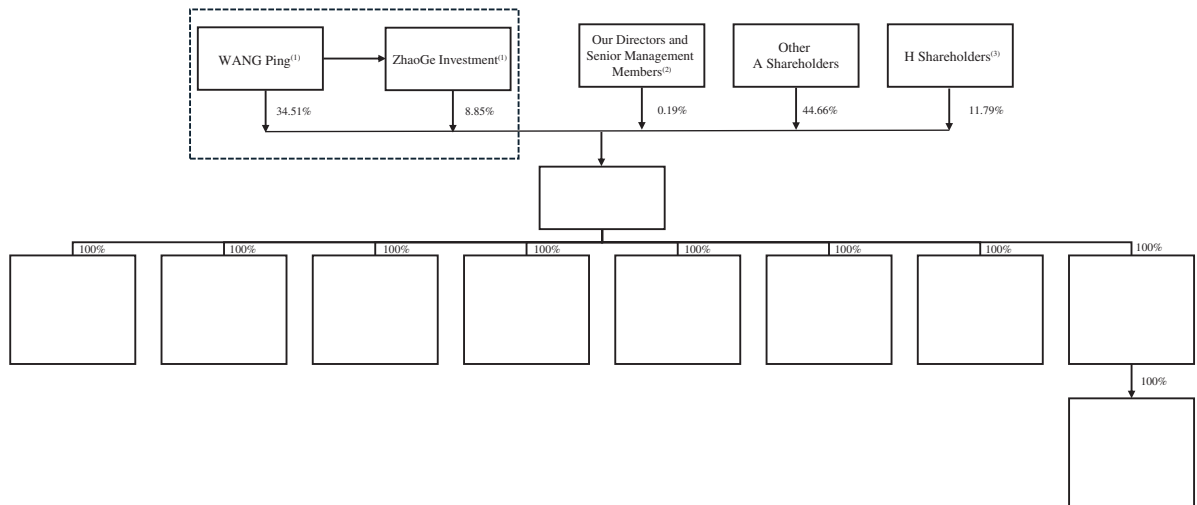 WANG Ping(1)
ZhaoGe Investment(1)
Our Directors and
Senior Management
Members(2)
Other
A Shareholders
H Shareholders(3)
34.51%
8.85%
0.19%
44.66%
11.79%
100%
100%
100%
100%
100%
100%
100%
100%
100%